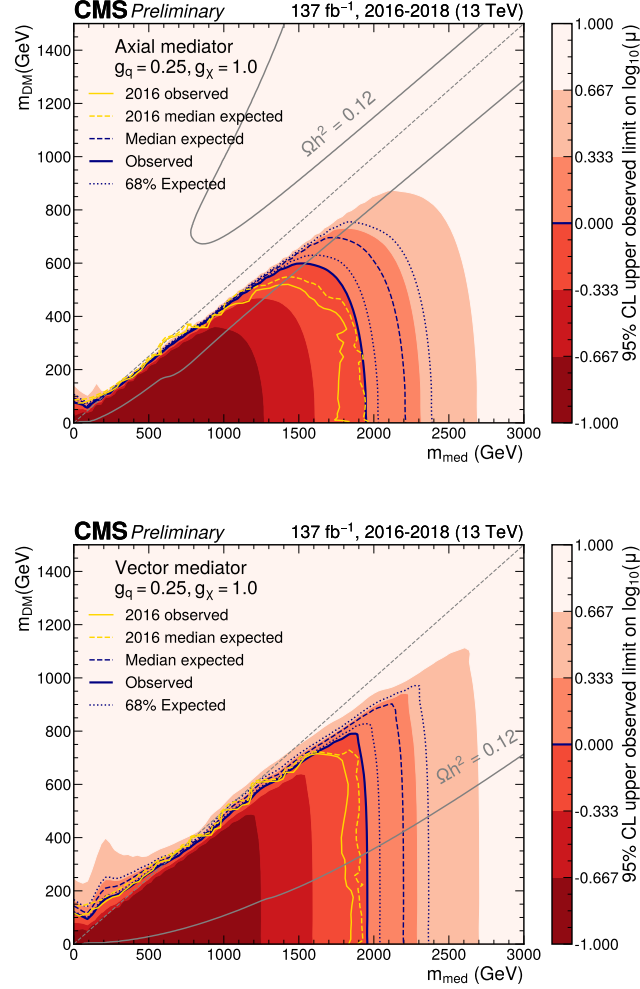 CMS Preliminary 137 fb⁻¹, 2016-2018 (13 TeV)
Axial mediator
g_q = 0.25, g_χ = 1.0
2016 observed
2016 median expected
Median expected
Observed
68% Expected
Ωh² = 0.12
m_DM(GeV)
1400
1200
1000
800
600
400
200
0
0 500 1000 1500 2000 2500 3000
m_med (GeV)
1.000
0.667
0.333
0.000
-0.333
-0.667
-1.000
95% CL upper observed limit on log₁₀(μ)
CMS Preliminary 137 fb⁻¹, 2016-2018 (13 TeV)
Vector mediator
g_q = 0.25, g_χ = 1.0
2016 observed
2016 median expected
Median expected
Observed
68% Expected
Ωh² = 0.12
m_DM(GeV)
1400
1200
1000
800
600
400
200
0
0 500 1000 1500 2000 2500 3000
m_med (GeV)
1.000
0.667
0.333
0.000
-0.333
-0.667
-1.000
95% CL upper observed limit on log₁₀(μ)